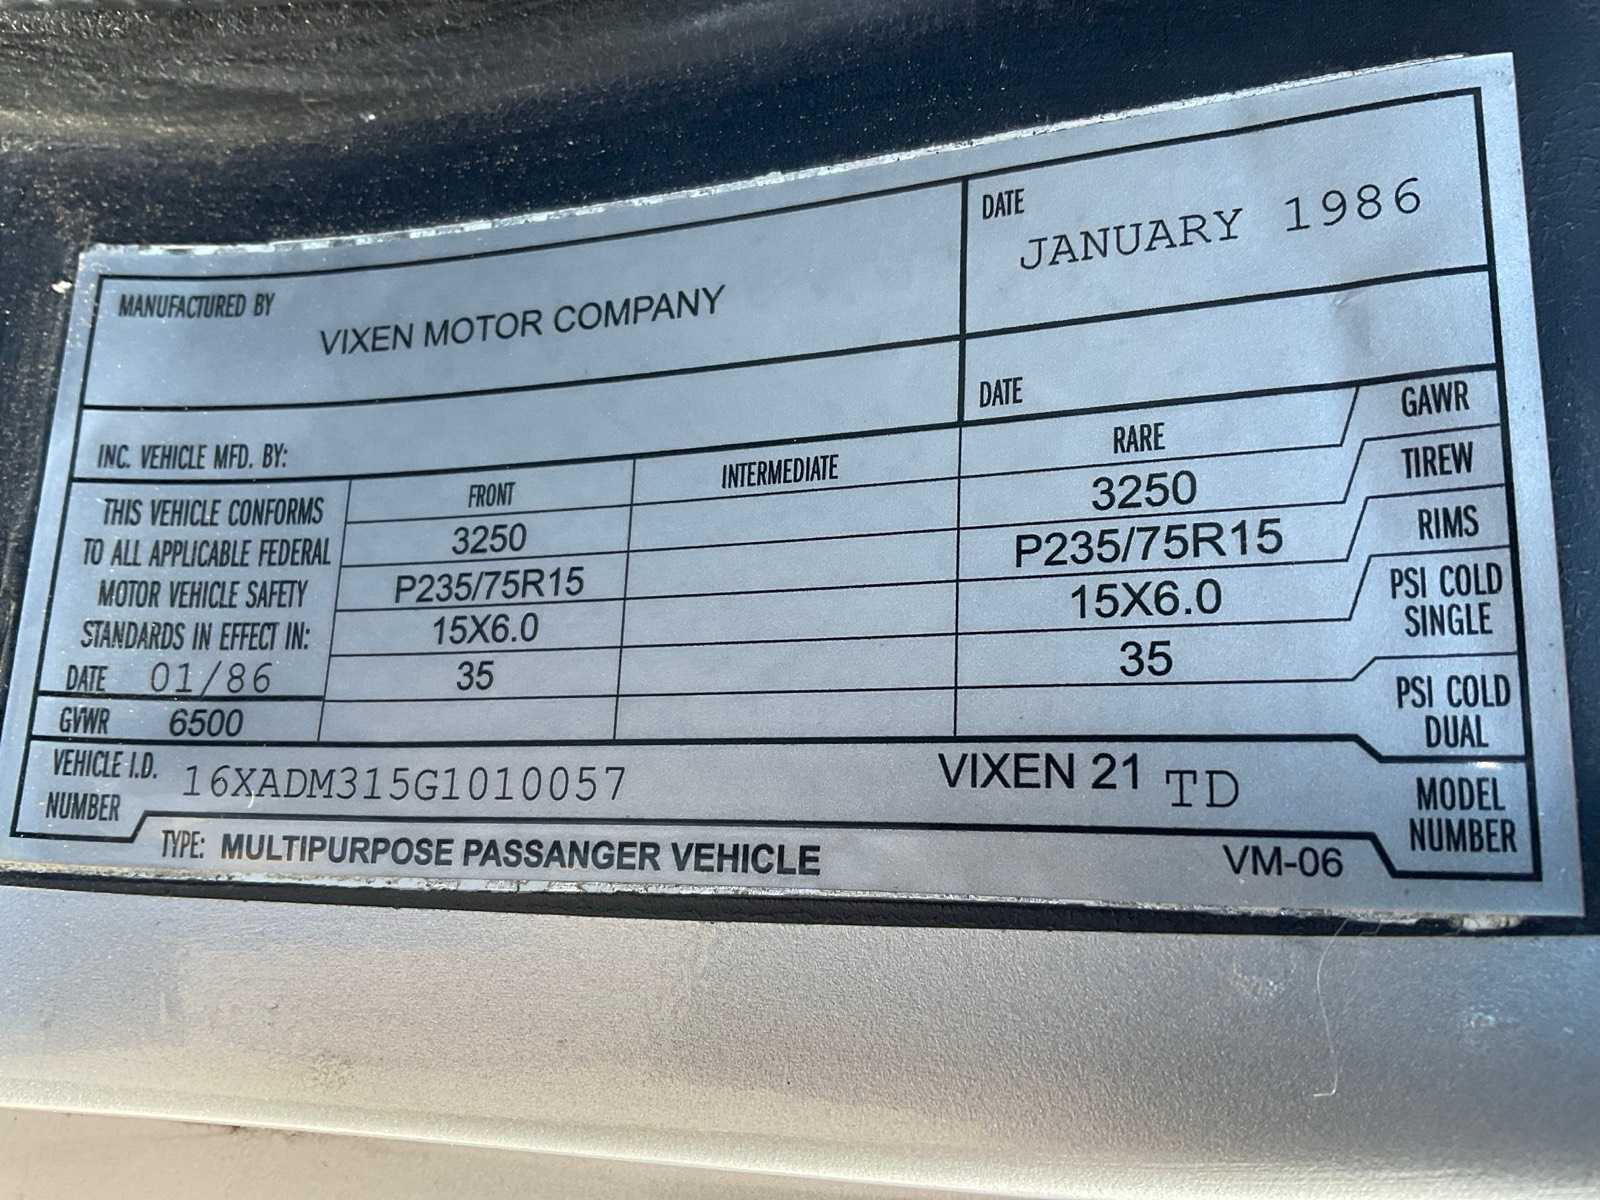 MANUFACTURED BY
VIXEN MOTOR COMPANY
DATE
JANUARY 1986
INC. VEHICLE MFD. BY:
DATE
THIS VEHICLE CONFORMS
TO ALL APPLICABLE FEDERAL
MOTOR VEHICLE SAFETY
STANDARDS IN EFFECT IN:
DATE 01/86
GVWR 6500
FRONT INTERMEDIATE RARE GAWR
3250 3250 TIREW
P235/75R15 P235/75R15 RIMS
15X6.0 15X6.0 PSI COLD
SINGLE
35 35 PSI COLD
DUAL
VEHICLE I.D.
NUMBER
16XADM315G1010057
VIXEN 21 TD
MODEL
NUMBER
TYPE: MULTIPURPOSE PASSANGER VEHICLE
VM-06